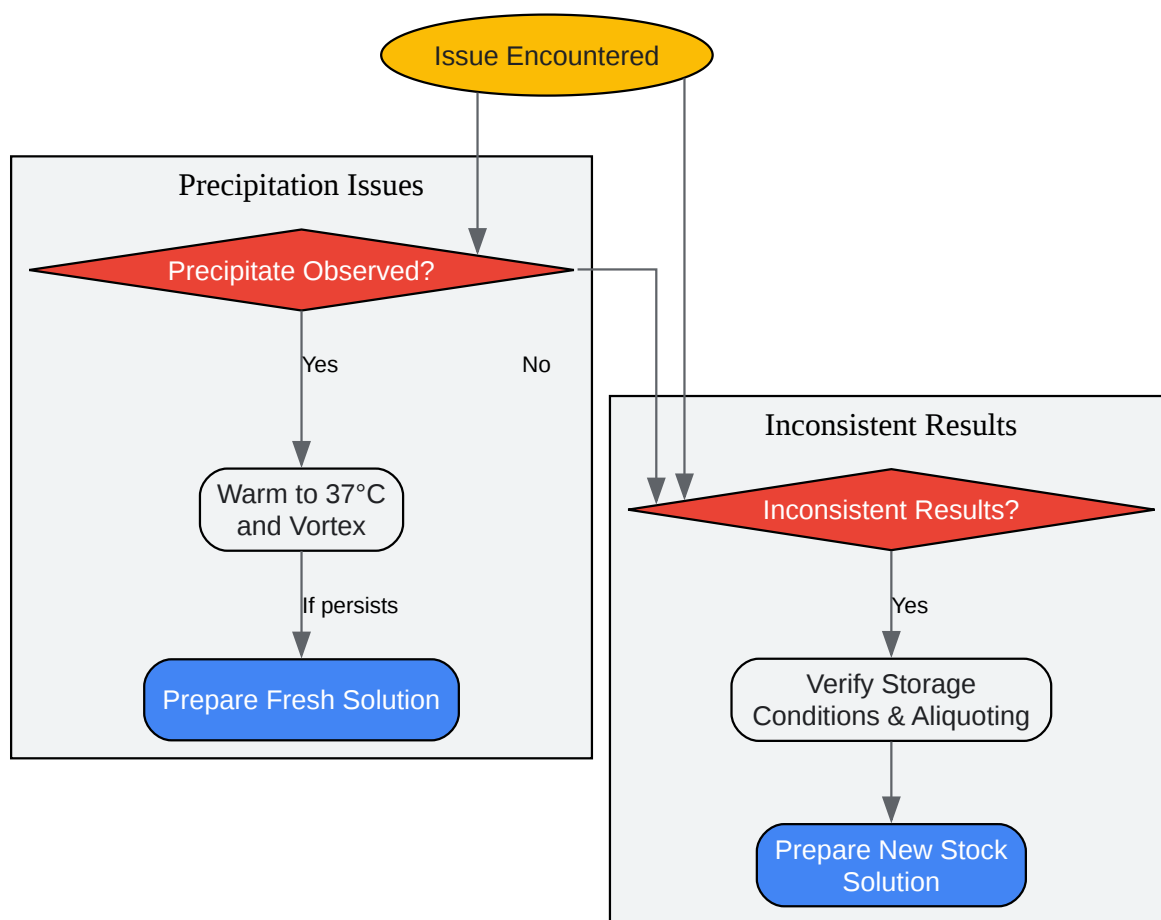 Issue Encountered
Precipitation Issues
Precipitate Observed?
Yes
No
Warm to 37°C
and Vortex
If persists
Prepare Fresh Solution
Inconsistent Results
Inconsistent Results?
Yes
Verify Storage
Conditions & Aliquoting
Prepare New Stock
Solution